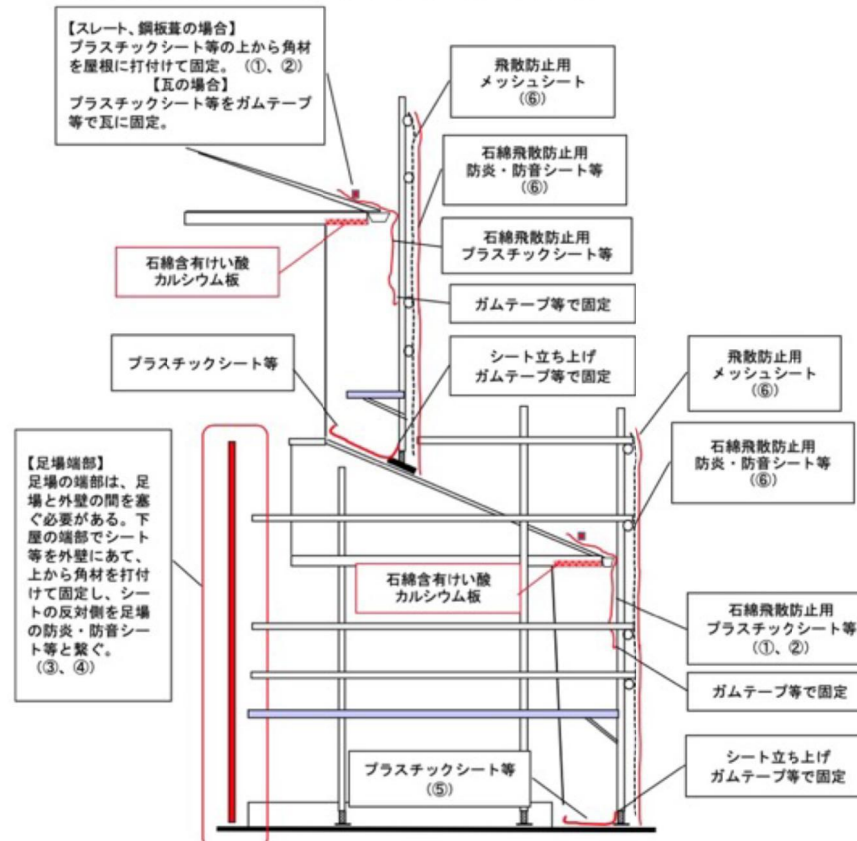 【スレート、鋼板葺の場合】
プラスチックシート等の上から角材
を屋根に打付けて固定。（①、②）
【瓦の場合】
プラスチックシート等をガムテープ
等で瓦に固定。
飛散防止用
メッシュシート
（⑥）
石綿飛散防止用
防炎・防音シート等
（⑥）
石綿飛散防止用
プラスチックシート等
石綿含有けい酸
カルシウム板
ガムテープ等で固定
プラスチックシート等
シート立ち上げ
ガムテープ等で固定
飛散防止用
メッシュシート
（⑥）
石綿飛散防止用
防炎・防音シート等
（⑥）
【足場端部】
足場の端部は、足
場と外壁の間を塞
ぐ必要がある。下
屋の端部でシート
等を外壁にあて、
上から角材を打付
けて固定し、シー
トの反対側を足場
の防炎・防音シー
ト等と繋ぐ。
（③、④）
石綿含有けい酸
カルシウム板
石綿飛散防止用
プラスチックシート等
（①、②）
ガムテープ等で固定
プラスチックシート等
（⑤）
シート立ち上げ
ガムテープ等で固定